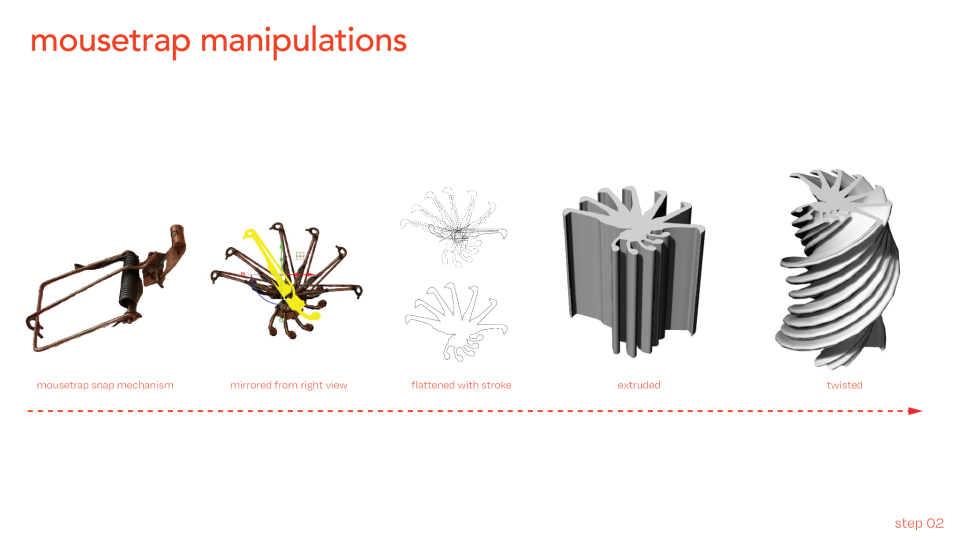 mousetrap manipulations
mousetrap snap mechanism
mirrored from right view
flattened with stroke
extruded
twisted
step 02